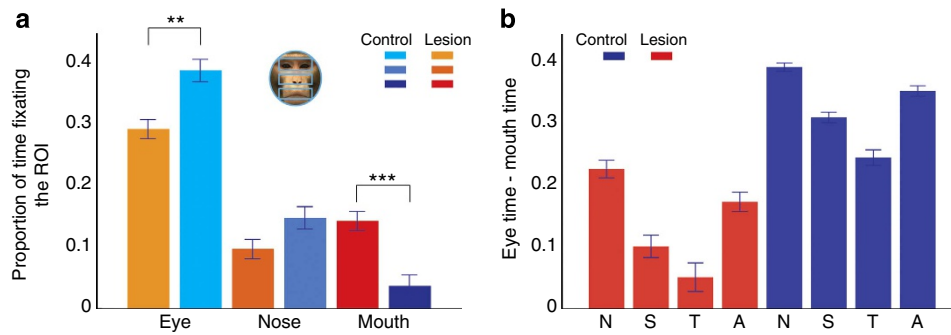 a
**
Control Lesion
***
0.4
0.3
0.2
0.1
0
Proportion of time fixating
the ROI
Eye Nose Mouth
b
Control Lesion
0.4
0.3
0.2
0.1
0
Eye time - mouth time
N S T A N S T A